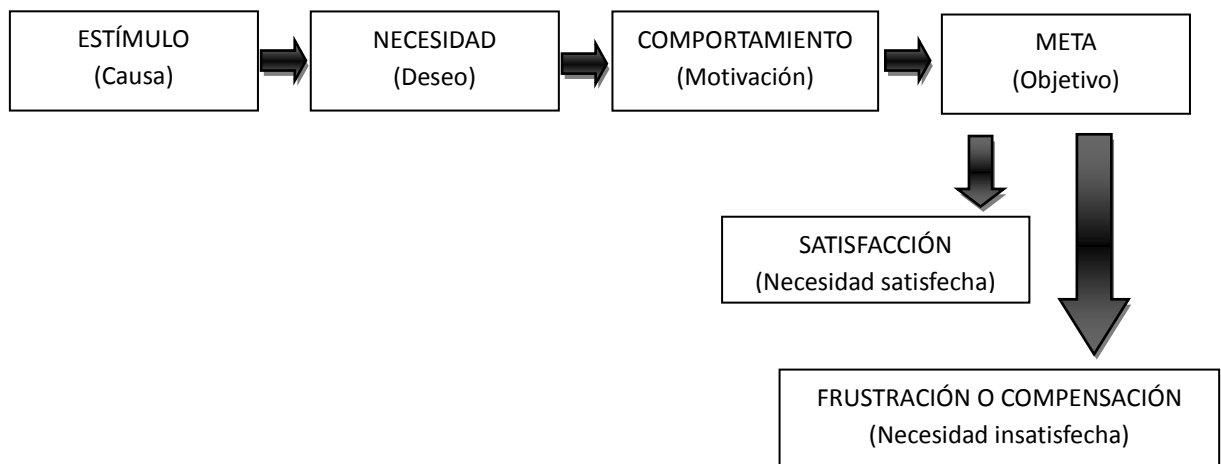 ESTÍMULO
(Causa)
NECESIDAD
(Deseo)
COMPORTAMIENTO
(Motivación)
META
(Objetivo)
SATISFACCIÓN
(Necesidad satisfecha)
FRUSTRACIÓN O COMPENSACIÓN
(Necesidad insatisfecha)